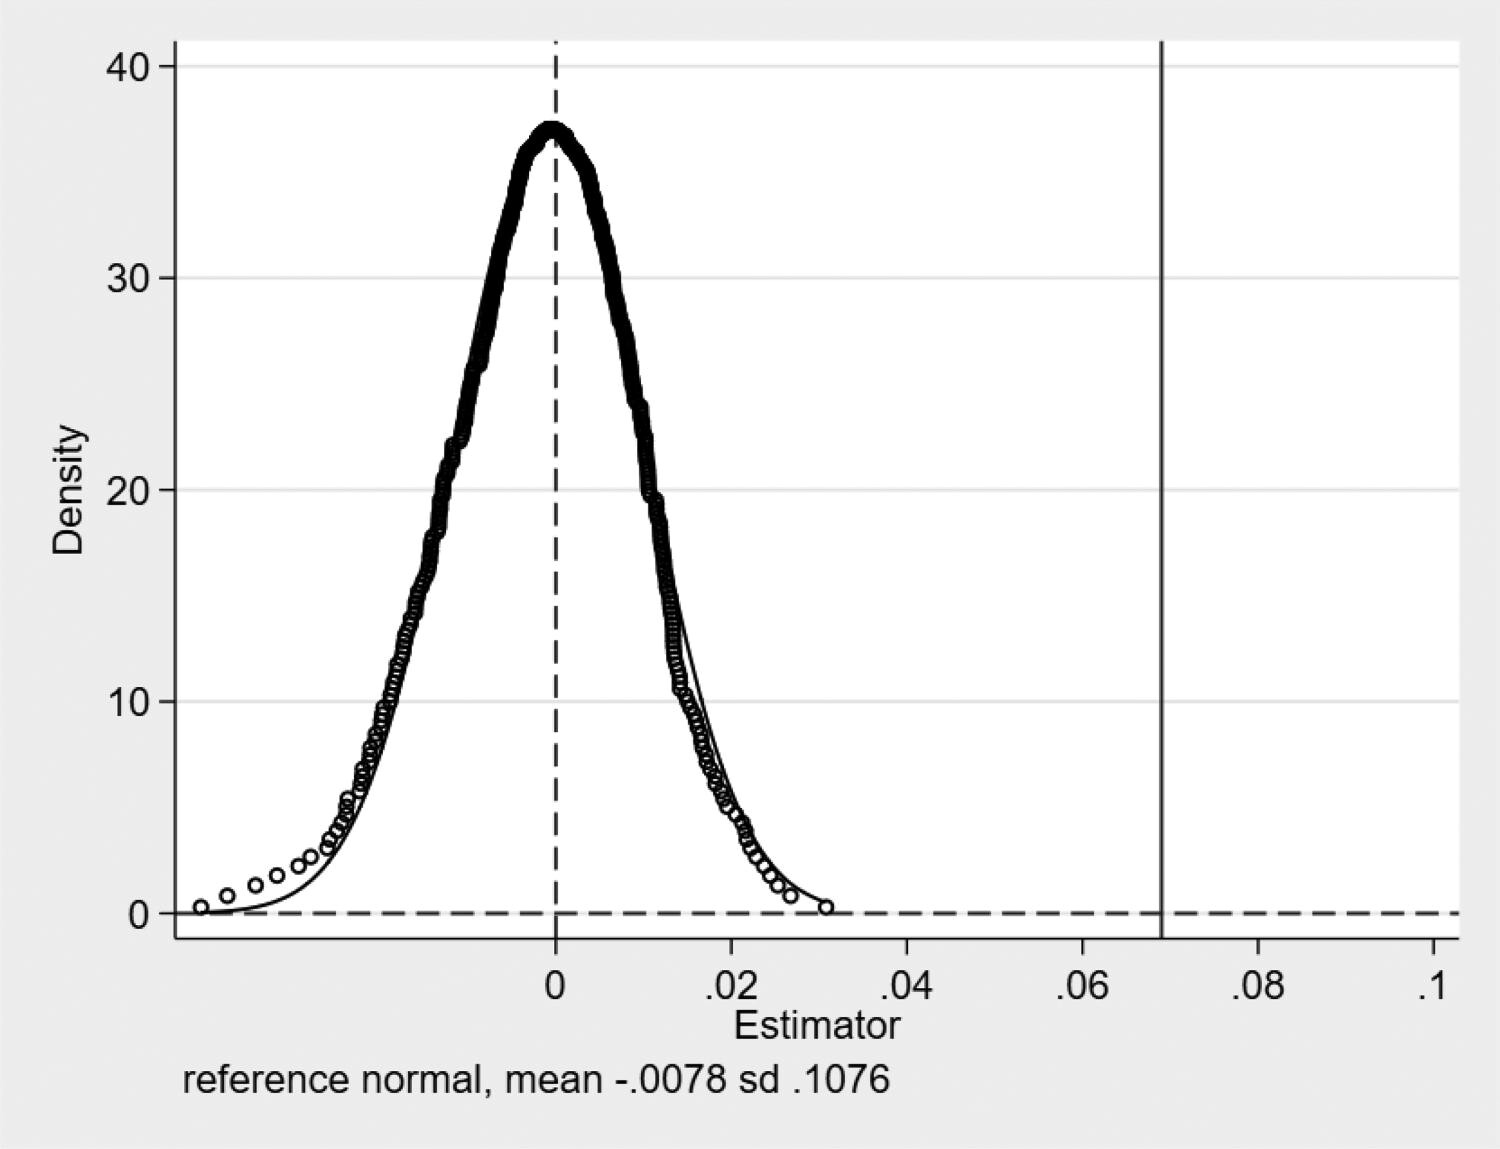 40
30
20
10
0
Density
0 .02 .04 .06 .08 .1
Estimator
reference normal, mean -.0078 sd .1076